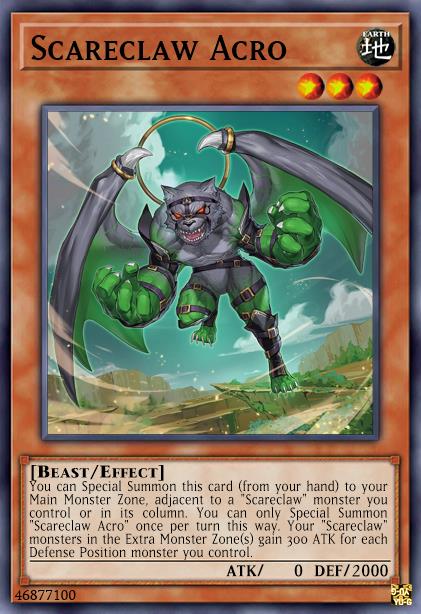 Scareclaw Acro
EARTH
地
[Beast/Effect]
You can Special Summon this card (from your hand) to your
Main Monster Zone, adjacent to a "Scareclaw" monster you
control or in its column. You can only Special Summon
"Scareclaw Acro" once per turn this way. Your "Scareclaw"
monsters in the Extra Monster Zone(s) gain 300 ATK for each
Defense Position monster you control.
ATK/ 0 DEF/2000
46877100